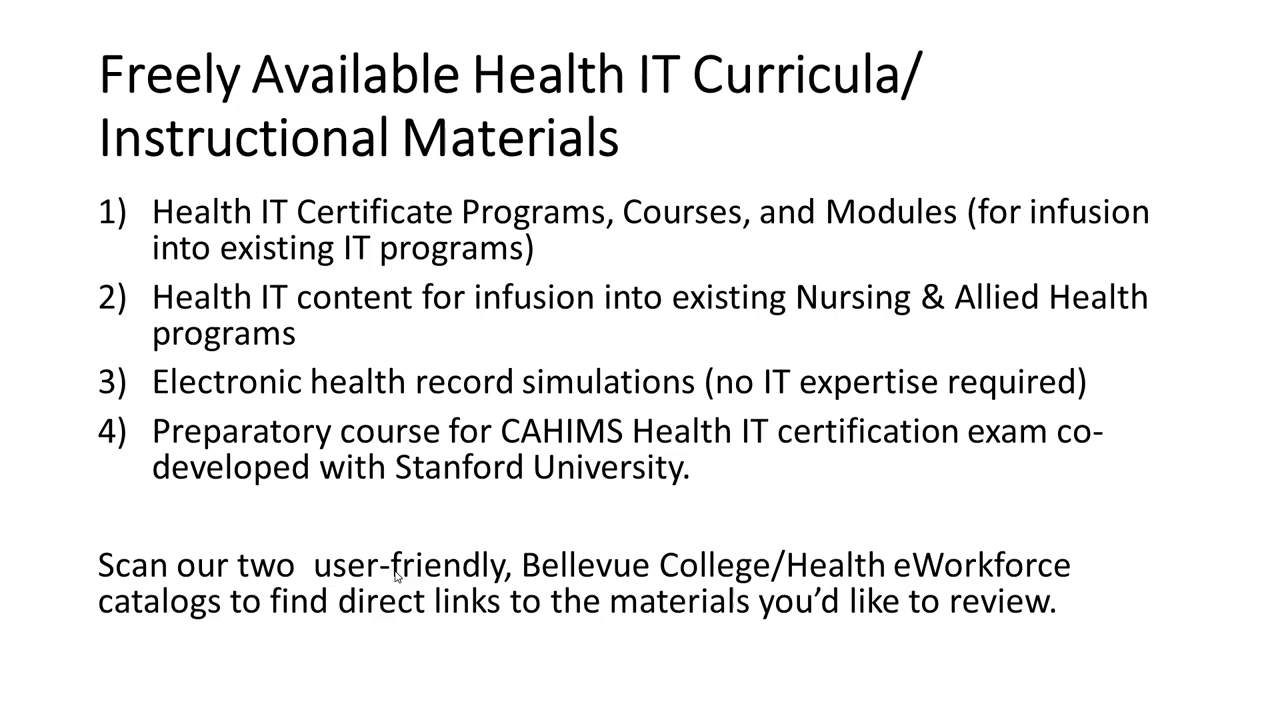 Freely Available Health IT Curricula/
Instructional Materials
1) Health IT Certificate Programs, Courses, and Modules (for infusion
into existing IT programs)
2) Health IT content for infusion into existing Nursing & Allied Health
programs
3) Electronic health record simulations (no IT expertise required)
4) Preparatory course for CAHIMS Health IT certification exam co-
developed with Stanford University.
Scan our two  user-friendly, Bellevue College/Health eWorkforce
catalogs to find direct links to the materials you’d like to review.